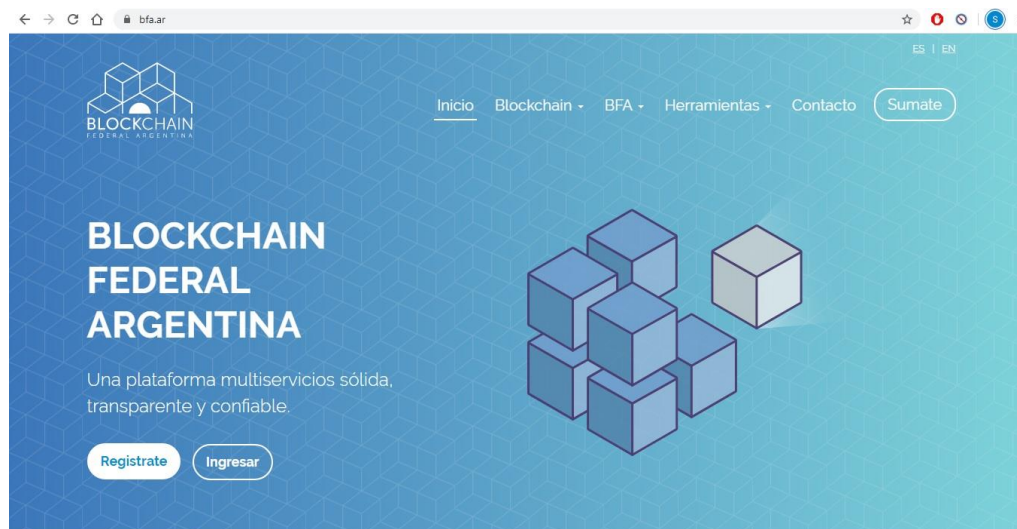 bfa.ar
S
ES | EN
BLOCKCHAIN
FEDERAL ARGENTINA
Inicio Blockchain BFA Herramientas Contacto Sumate
BLOCKCHAIN
FEDERAL
ARGENTINA
Una plataforma multiservicios sólida,
transparente y confiable.
Registrate Ingresar